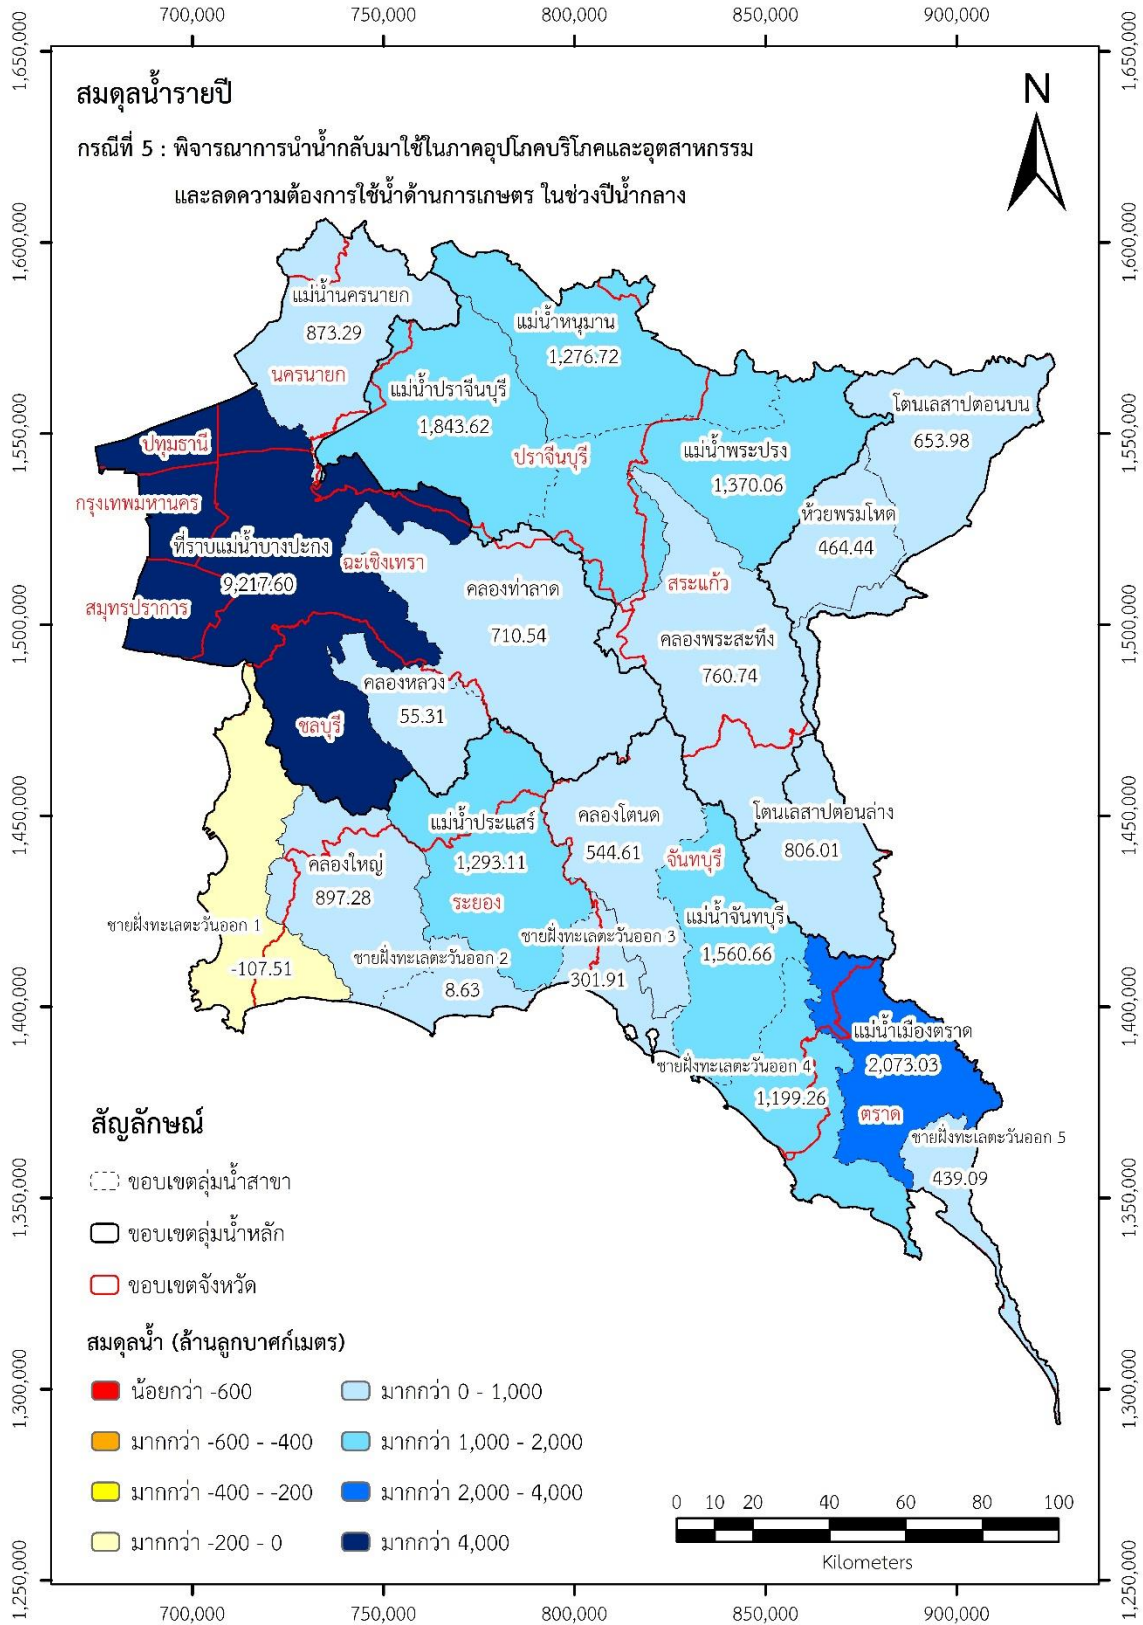 700,000
750,000
800,000
850,000
900,000
1,650,000
1,650,000
สมดุลน้ำรายปี
N
กรณีที่ 5 : พิจารณาการนำน้ำกลับมาใช้ในภาคอุปโภคบริโภคและอุตสาหกรรม
และลดความต้องการใช้น้ำด้านการเกษตร ในช่วงปีน้ำกลาง
1,600,000
1,600,000
แม่น้ำนครนายก
873.29
นครนายก
แม่น้ำหนุมาน
1,276.72
แม่น้ำปราจีนบุรี
1,843.62
ปราจีนบุรี
โตนเลสาปตอนบน
653.98
1,550,000
1,550,000
ปทุมธานี
แม่น้ำพระปรง
1,370.06
กรุงเทพมหานคร
ห้วยพรมโหด
464.44
ที่ราบแม่น้ำบางปะกง
9,217.60
ฉะเชิงเทรา
สมุทรปราการ
คลองท่าลาด
710.54
สระแก้ว
คลองพระสะทึง
760.74
1,500,000
1,500,000
คลองหลวง
55.31
ชลบุรี
1,450,000
1,450,000
แม่น้ำประแสร์
1,293.11
ระยอง
คลองโตนด
544.61
จันทบุรี
โตนเลสาปตอนล่าง
806.01
คลองใหญ่
897.28
ชายฝั่งทะเลตะวันออก 1
-107.51
ชายฝั่งทะเลตะวันออก 2
8.63
ชายฝั่งทะเลตะวันออก 3
301.91
แม่น้ำจันทบุรี
1,560.66
1,400,000
1,400,000
แม่น้ำเมืองตราด
2,073.03
ชายฝั่งทะเลตะวันออก 4
1,199.26
ตราด
ชายฝั่งทะเลตะวันออก 5
439.09
1,350,000
1,350,000
สัญลักษณ์
ขอบเขตลุ่มน้ำสาขา
ขอบเขตลุ่มน้ำหลัก
ขอบเขตจังหวัด
สมดุลน้ำ (ล้านลูกบาศก์เมตร)
น้อยกว่า -600
มากกว่า -600 - -400
มากกว่า -400 - -200
มากกว่า -200 - 0
มากกว่า 0 - 1,000
มากกว่า 1,000 - 2,000
มากกว่า 2,000 - 4,000
มากกว่า 4,000
1,300,000
1,300,000
0 10 20 40 60 80 100
Kilometers
1,250,000
1,250,000
700,000
750,000
800,000
850,000
900,000